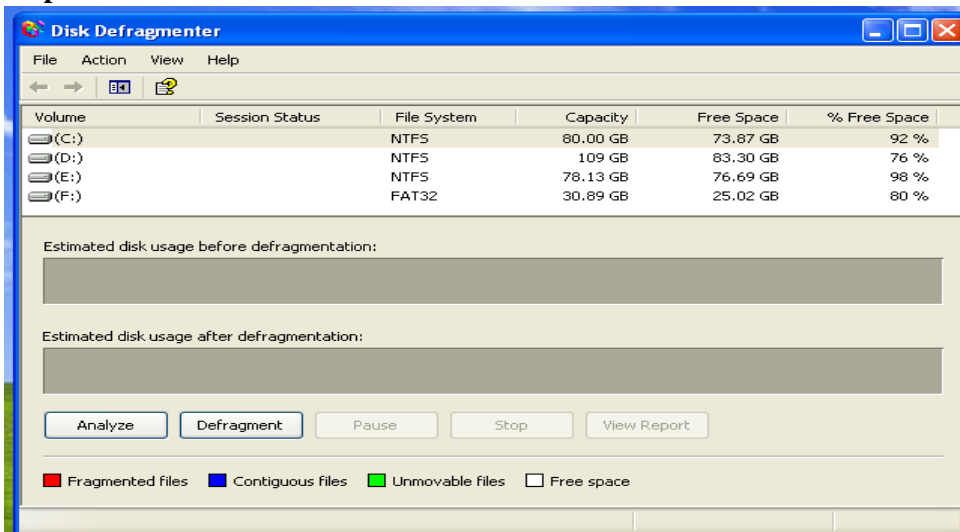 Disk Defragmenter
File Action View Help
Volume Session Status File System Capacity Free Space % Free Space
(C:) NTFS 80.00 GB 73.87 GB 92 %
(D:) NTFS 109 GB 83.30 GB 76 %
(E:) NTFS 78.13 GB 76.69 GB 98 %
(F:) FAT32 30.89 GB 25.02 GB 80 %
Estimated disk usage before defragmentation:
Estimated disk usage after defragmentation:
Analyze Defragment Pause Stop View Report
Fragmented files Contiguous files Unmovable files Free space